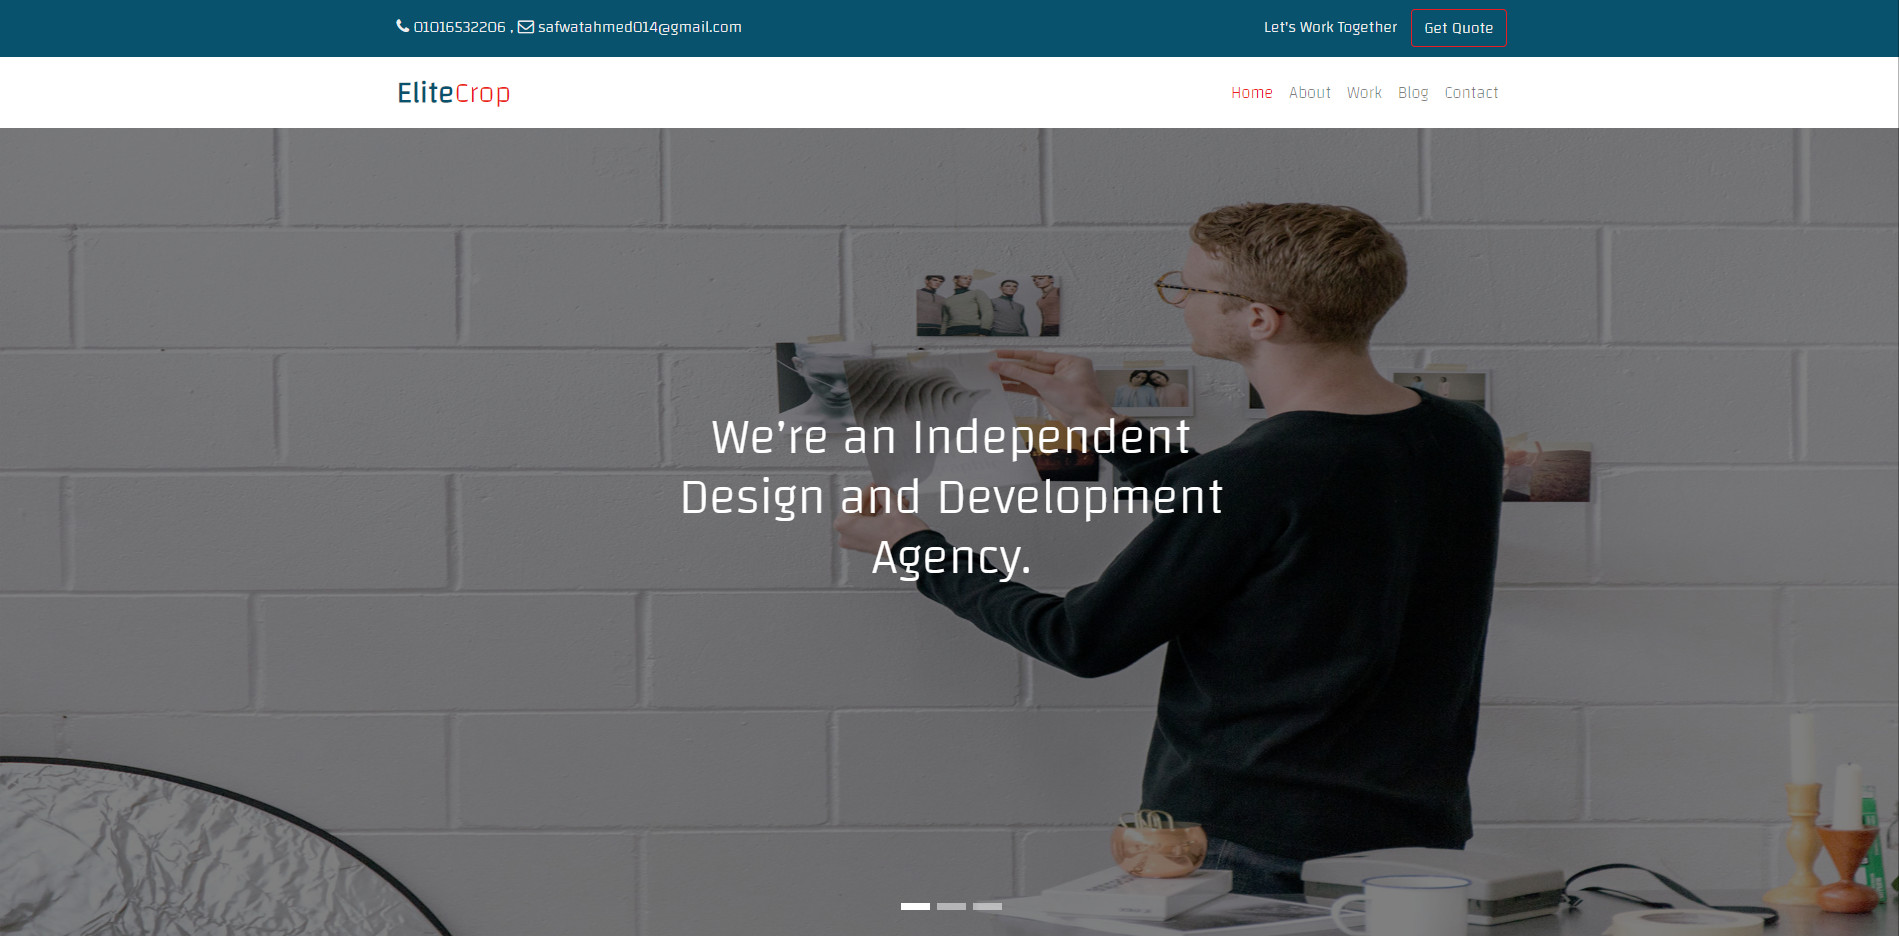 01016532206 , safwatahmed014@gmail.com
Let's Work Together
Get Quote
EliteCrop
Home About Work Blog Contact
We're an Independent
Design and Development
Agency.